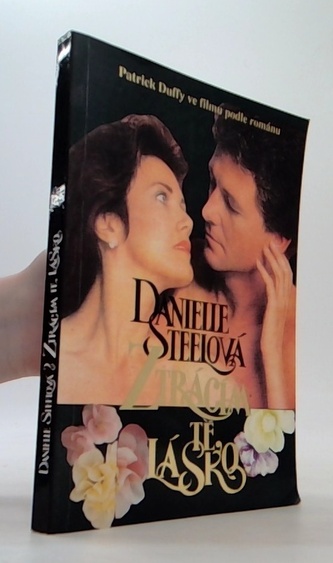 Patrick Duffy ve filmu podle románu
DANIELLE
STEELOVÁ
ZTRÁCÍM
TĚ,
LÁSKO
DANIELLE STEELOVÁ ZTRÁCÍM TĚ, LÁSKO